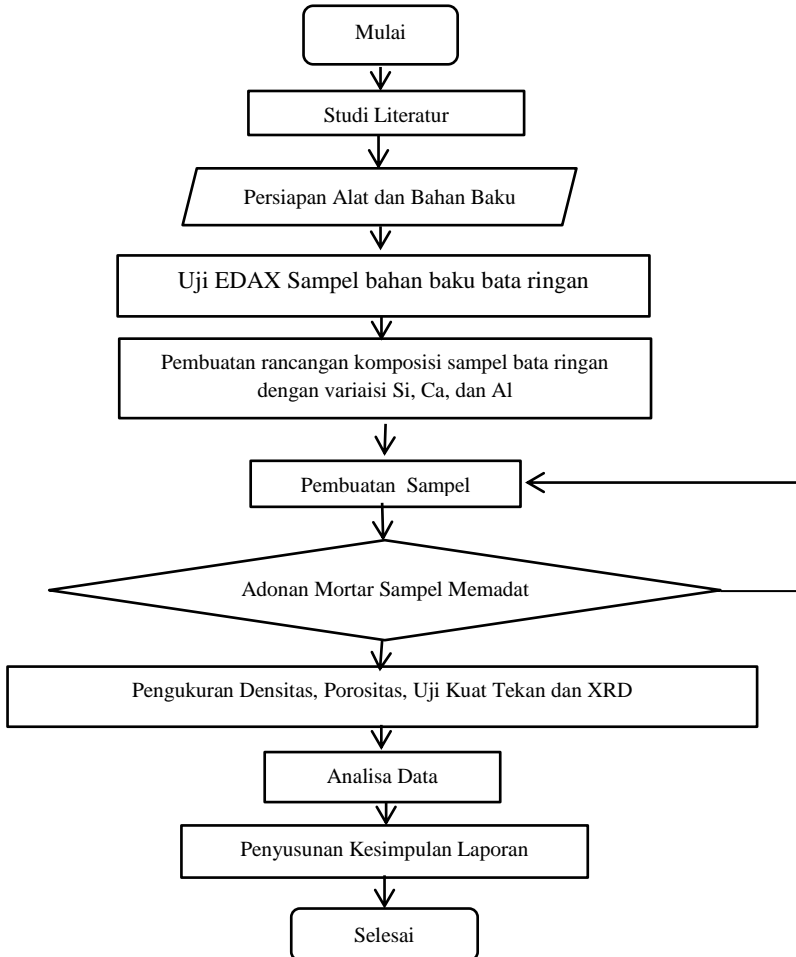 Mulai
Studi Literatur
Persiapan Alat dan Bahan Baku
Uji EDAX Sampel bahan baku bata ringan
Pembuatan rancangan komposisi sampel bata ringan
dengan variaisi Si, Ca, dan Al
Pembuatan Sampel
Adonan Mortar Sampel Memadat
Pengukuran Densitas, Porositas, Uji Kuat Tekan dan XRD
Analisa Data
Penyusunan Kesimpulan Laporan
Selesai